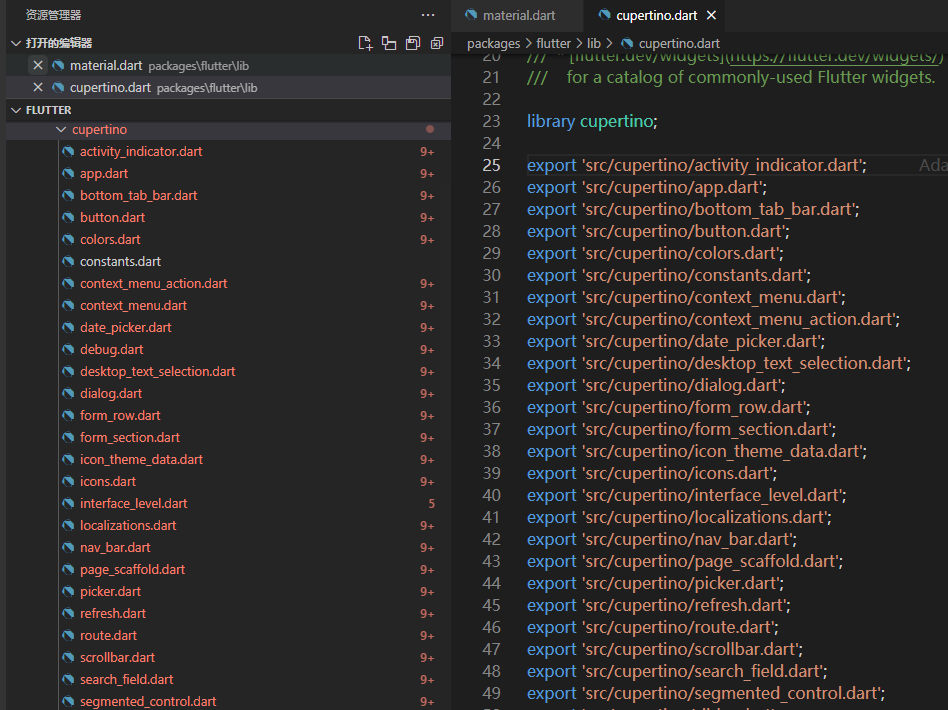 资源管理器
···
打开的编辑器
material.dart packages\flutter\lib
cupertino.dart packages\flutter\lib
FLUTTER
cupertino
activity_indicator.dart 9+
app.dart 9+
bottom_tab_bar.dart 9+
button.dart 9+
colors.dart 9+
constants.dart
context_menu_action.dart 9+
context_menu.dart 9+
date_picker.dart 9+
debug.dart 9+
desktop_text_selection.dart 9+
dialog.dart 9+
form_row.dart 9+
form_section.dart 9+
icon_theme_data.dart 9+
icons.dart 9+
interface_level.dart 5
localizations.dart 9+
nav_bar.dart 9+
page_scaffold.dart 9+
picker.dart 9+
refresh.dart 9+
route.dart 9+
scrollbar.dart 9+
search_field.dart 9+
segmented_control.dart 9+
material.dart
cupertino.dart
packages > flutter > lib > cupertino.dart
20 /// [flutter.dev/widgets](https://flutter.dev/widgets/)
21 /// for a catalog of commonly-used Flutter widgets.
22
23 library cupertino;
24
25 export 'src/cupertino/activity_indicator.dart'; Ada
26 export 'src/cupertino/app.dart';
27 export 'src/cupertino/bottom_tab_bar.dart';
28 export 'src/cupertino/button.dart';
29 export 'src/cupertino/colors.dart';
30 export 'src/cupertino/constants.dart';
31 export 'src/cupertino/context_menu.dart';
32 export 'src/cupertino/context_menu_action.dart';
33 export 'src/cupertino/date_picker.dart';
34 export 'src/cupertino/desktop_text_selection.dart';
35 export 'src/cupertino/dialog.dart';
36 export 'src/cupertino/form_row.dart';
37 export 'src/cupertino/form_section.dart';
38 export 'src/cupertino/icon_theme_data.dart';
39 export 'src/cupertino/icons.dart';
40 export 'src/cupertino/interface_level.dart';
41 export 'src/cupertino/localizations.dart';
42 export 'src/cupertino/nav_bar.dart';
43 export 'src/cupertino/page_scaffold.dart';
44 export 'src/cupertino/picker.dart';
45 export 'src/cupertino/refresh.dart';
46 export 'src/cupertino/route.dart';
47 export 'src/cupertino/scrollbar.dart';
48 export 'src/cupertino/search_field.dart';
49 export 'src/cupertino/segmented_control.dart';